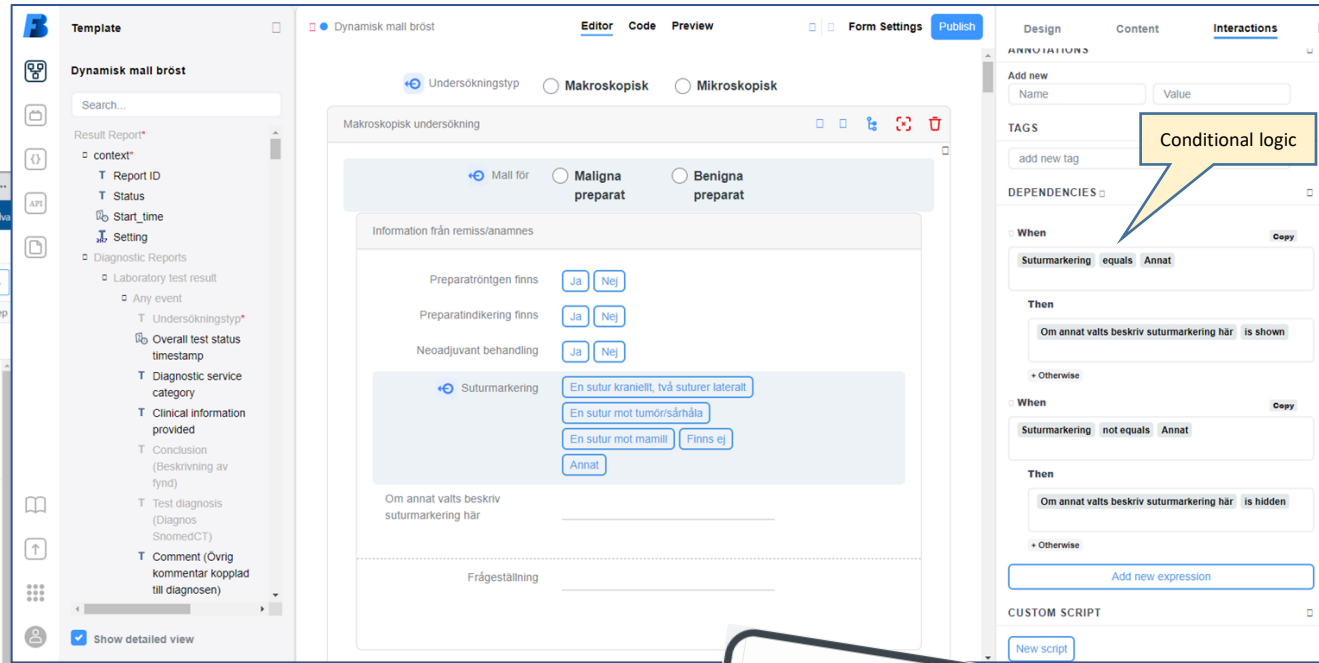 Template
Dynamisk mall bröst
Search...
Result Report*
context*
Report ID
Status
Start_time
Setting
Diagnostic Reports
Laboratory test result
Any event
Undersökningstyp*
Overall test status
timestamp
Diagnostic service
category
Clinical information
provided
Conclusion
(Beskrivning av
fynd)
Test diagnosis
(Diagnos
SnomedCT)
Comment (Övrig
kommentar kopplad
till diagnosen)
Show detailed view
API
Dynamisk mall bröst
Editor Code Preview
Form Settings
Publish
Undersökningstyp Makroskopisk Mikroskopisk
Makroskopisk undersökning
Mall för Maligna preparat Benigna preparat
Information från remiss/anamnes
Preparatröntgen finns Ja Nej
Preparatindikering finns Ja Nej
Neoadjuvant behandling Ja Nej
Suturmarkering En sutur kraniellt, två suturer lateralt
En sutur mot tumör/sårhåla
En sutur mot mamill Finns ej
Annat
Om annat valts beskriv
suturmarkering här
Frågeställning
Design Content Interactions
ANNOTATIONS
Add new
Name Value
TAGS
add new tag
Conditional logic
DEPENDENCIES
When Copy
Suturmarkering equals Annat
Then
Om annat valts beskriv suturmarkering här is shown
+ Otherwise
When Copy
Suturmarkering not equals Annat
Then
Om annat valts beskriv suturmarkering här is hidden
+ Otherwise
Add new expression
CUSTOM SCRIPT
New script